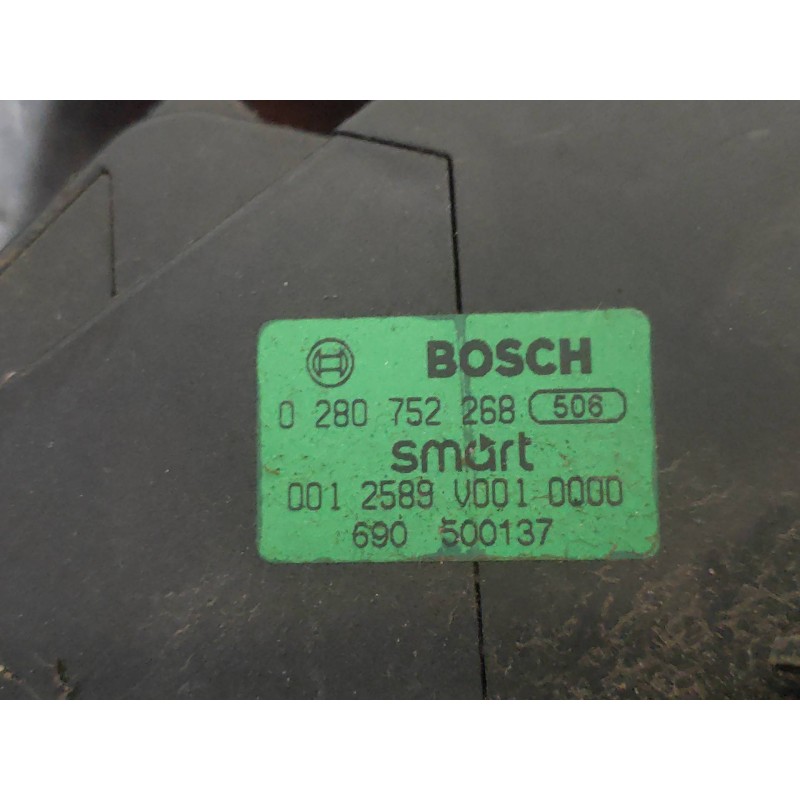 BOSCH
0 280 752 268 506
smart
001 2589 V001 0000
690 500137